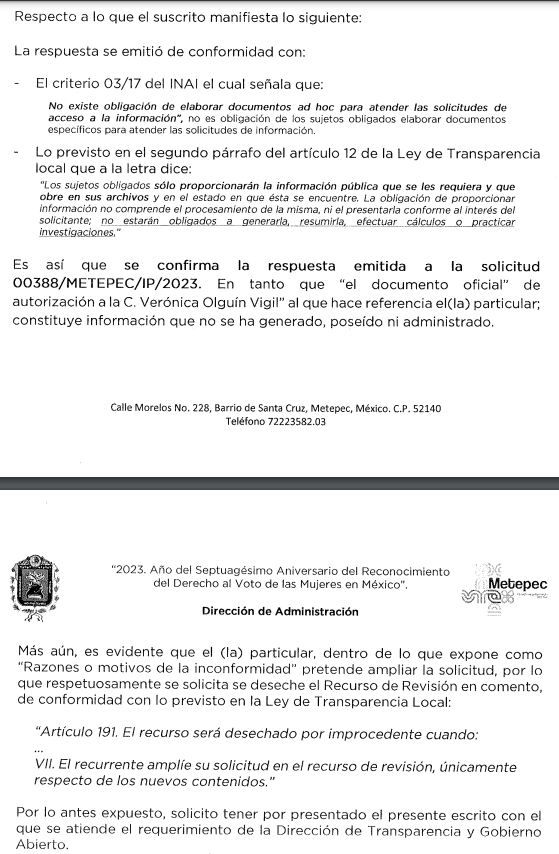 Respecto a lo que el suscrito manifiesta lo siguiente:
La respuesta se emitió de conformidad con:
- El criterio 03/17 del INAI el cual señala que:
No existe obligación de elaborar documentos ad hoc para atender las solicitudes de
acceso a la información", no es obligación de los sujetos obligados elaborar documentos
específicos para atender las solicitudes de información.
- Lo previsto en el segundo párrafo del artículo 12 de la Ley de Transparencia
local que a la letra dice:
"Los sujetos obligados sólo proporcionarán la información pública que se les requiera y que
obre en sus archivos y en el estado en que ésta se encuentre. La obligación de proporcionar
información no comprende el procesamiento de la misma, ni el presentarla conforme al interés del
solicitante; no estarán obligados a generarla, resumirla, efectuar cálculos o practicar
investigaciones."
Es así que se confirma la respuesta emitida a la solicitud
00388/METEPEC/IP/2023. En tanto que "el documento oficial" de
autorización a la C. Verónica Olguín Vigil" al que hace referencia el(la) particular;
constituye información que no se ha generado, poseído ni administrado.
Calle Morelos No. 228, Barrio de Santa Cruz, Metepec, México. C.P. 52140
Teléfono 72223582.03
"2023. Año del Septuagésimo Aniversario del Reconocimiento
del Derecho al Voto de las Mujeres en México".
Metepec
Dirección de Administración
Más aún, es evidente que el (la) particular, dentro de lo que expone como
"Razones o motivos de la inconformidad" pretende ampliar la solicitud, por lo
que respetuosamente se solicita se deseche el Recurso de Revisión en comento,
de conformidad con lo previsto en la Ley de Transparencia Local:
"Artículo 191. El recurso será desechado por improcedente cuando:
...
VII. El recurrente amplíe su solicitud en el recurso de revisión, únicamente
respecto de los nuevos contenidos."
Por lo antes expuesto, solicito tener por presentado el presente escrito con el
que se atiende el requerimiento de la Dirección de Transparencia y Gobierno
Abierto.